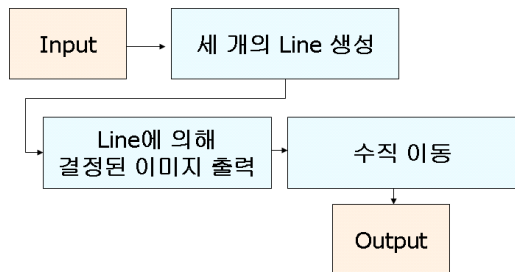 Input
세 개의 Line 생성
Line에 의해
결정된 이미지 출력
수직 이동
Output